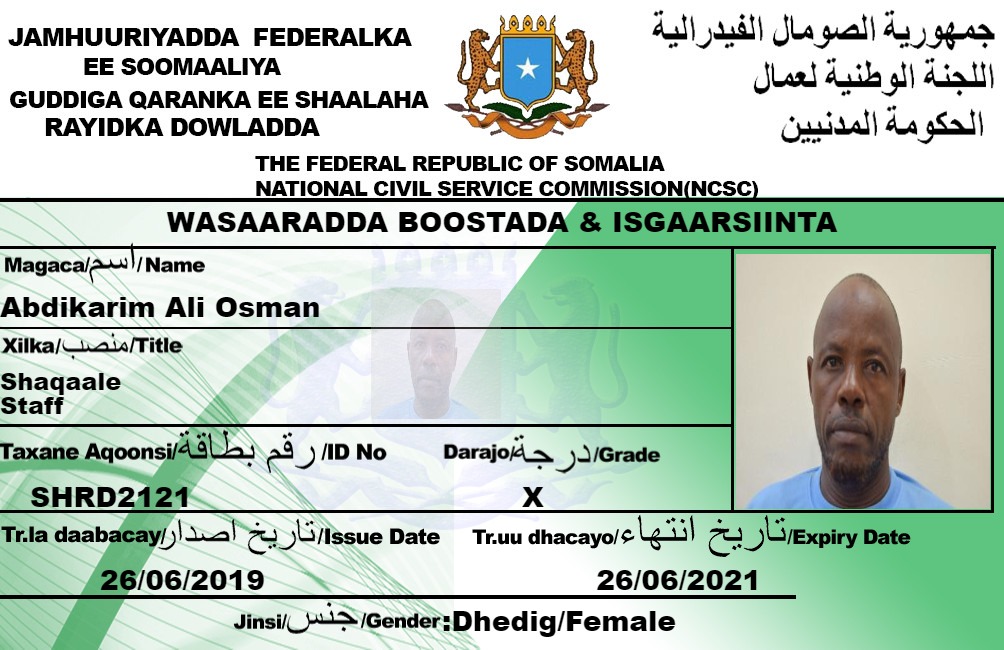 JAMHUURIYADDA FEDERALKA
EE SOOMAALIYA
GUDDIGA QARANKA EE SHAALAHA
RAYIDKA DOWLADDA
جمهورية الصومال الفيدرالية
اللجنة الوطنية لعمال
الحكومة المدنيين
THE FEDERAL REPUBLIC OF SOMALIA
NATIONAL CIVIL SERVICE COMMISSION(NCSC)
WASAARADDA BOOSTADA & ISGAARSIINTA
Magaca/اسم/Name
Abdikarim Ali Osman
Xilka/منصب/Title
Shaqaale
Staff
Taxane Aqoonsi/رقم بطاقة/ID No
Darajo/درجة/Grade
SHRD2121
X
Tr.la daabacay/تاريخ اصدار/Issue Date
Tr.uu dhacayo/تاريخ انتهاء/Expiry Date
26/06/2019
26/06/2021
Jinsi/جنس/Gender:Dhedig/Female